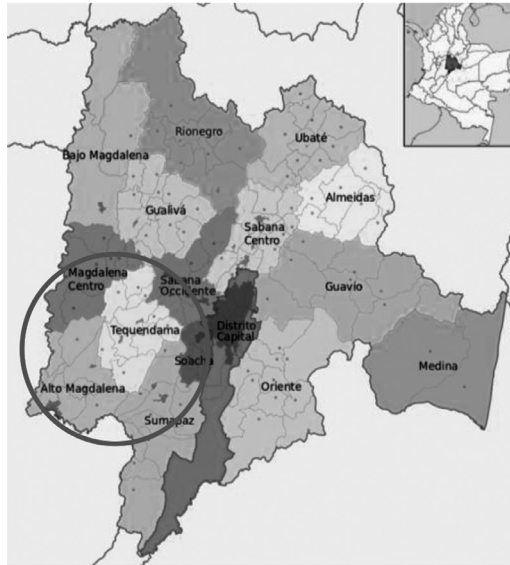 Rionegro
Ubaté
Bajo Magdalena
Almeidas
Gualivá
Sabana
Centro
Magdalena
Centro
Sabana
Occidente
Guavio
Tequendama
Distrito
Capital
Soacha
Medina
Alto Magdalena
Oriente
Sumapaz